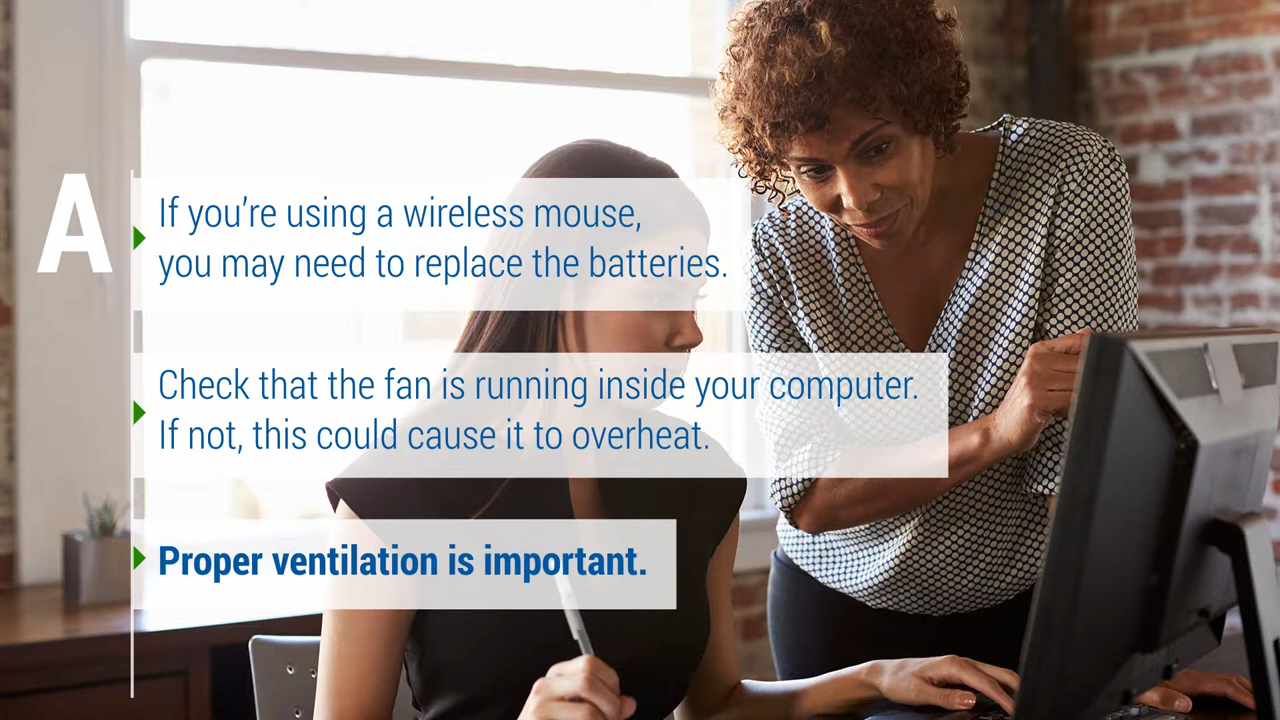 A
If you’re using a wireless mouse,
you may need to replace the batteries.
Check that the fan is running inside your computer.
If not, this could cause it to overheat.
Proper ventilation is important.